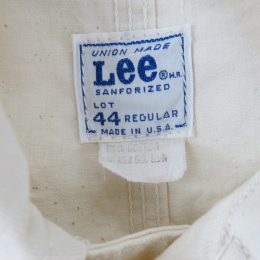 UNION MADE
Lee ® M.R.
SANFORIZED
LOT
44 REGULAR
MADE IN U.S.A.